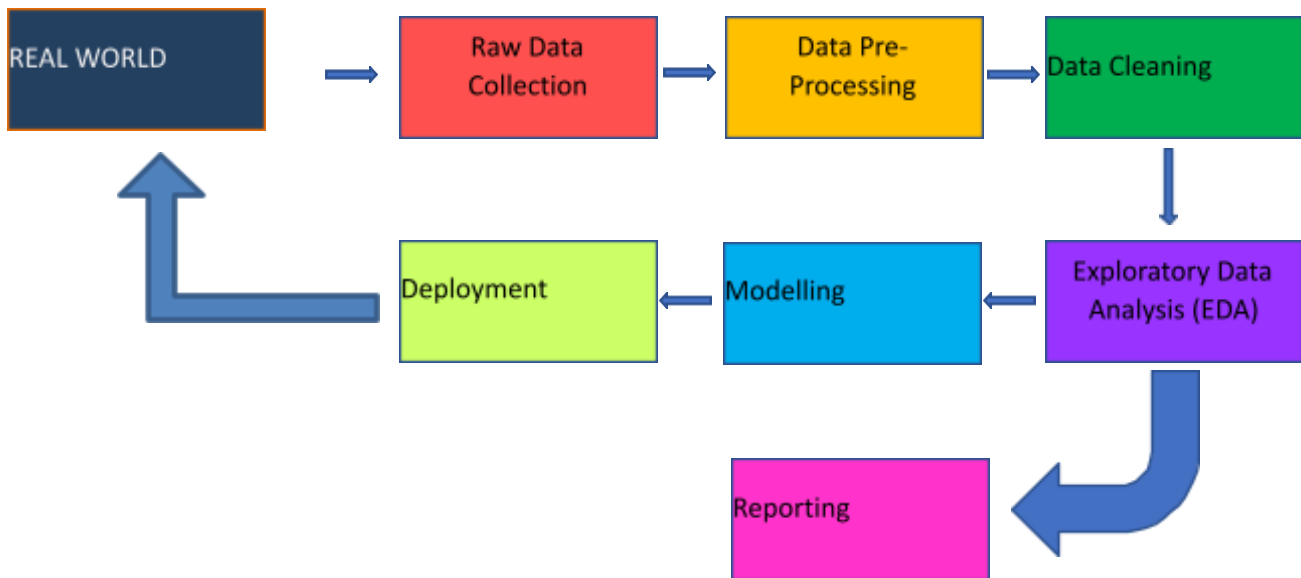 REAL WORLD
Raw Data
Collection
Data Pre-
Processing
Data Cleaning
Deployment
Modelling
Exploratory Data
Analysis (EDA)
Reporting